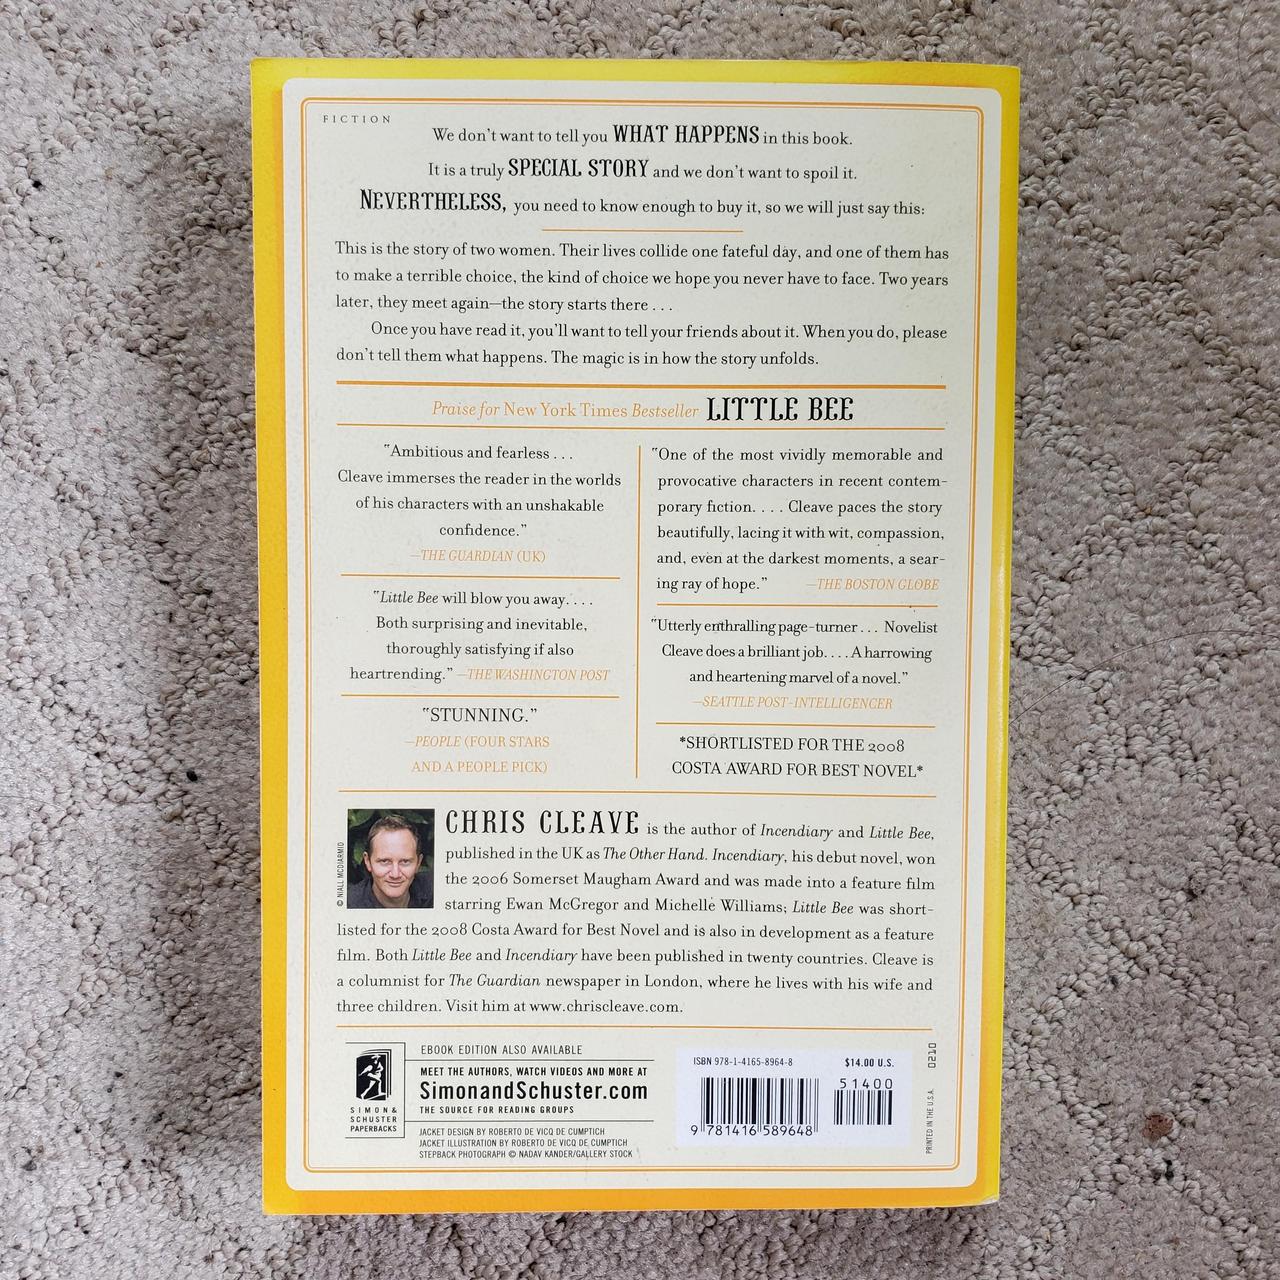 FICTION
We don't want to tell you WHAT HAPPENS in this book.
It is a truly SPECIAL STORY and we don't want to spoil it.
NEVERTHELESS, you need to know enough to buy it, so we will just say this:
This is the story of two women. Their lives collide one fateful day, and one of them has
to make a terrible choice, the kind of choice we hope you never have to face. Two years
later, they meet again—the story starts there . . .
Once you have read it, you'll want to tell your friends about it. When you do, please
don't tell them what happens. The magic is in how the story unfolds.
Praise for New York Times Bestseller LITTLE BEE
"Ambitious and fearless . . .
Cleave immerses the reader in the worlds
of his characters with an unshakable
confidence."
—THE GUARDIAN (UK)
"Little Bee will blow you away. . . .
Both surprising and inevitable,
thoroughly satisfying if also
heartrending." —THE WASHINGTON POST
"STUNNING."
—PEOPLE (FOUR STARS
AND A PEOPLE PICK)
"One of the most vividly memorable and
provocative characters in recent contem-
porary fiction. . . . Cleave paces the story
beautifully, lacing it with wit, compassion,
and, even at the darkest moments, a sear-
ing ray of hope." —THE BOSTON GLOBE
"Utterly enthralling page-turner . . . Novelist
Cleave does a brilliant job. . . . A harrowing
and heartening marvel of a novel."
—SEATTLE POST-INTELLIGENCER
*SHORTLISTED FOR THE 2008
COSTA AWARD FOR BEST NOVEL*
© NIALL MCDIARMID
CHRIS CLEAVE is the author of Incendiary and Little Bee,
published in the UK as The Other Hand. Incendiary, his debut novel, won
the 2006 Somerset Maugham Award and was made into a feature film
starring Ewan McGregor and Michelle Williams; Little Bee was short-
listed for the 2008 Costa Award for Best Novel and is also in development as a feature
film. Both Little Bee and Incendiary have been published in twenty countries. Cleave is
a columnist for The Guardian newspaper in London, where he lives with his wife and
three children. Visit him at www.chriscleave.com.
SIMON &
SCHUSTER
PAPERBACKS
EBOOK EDITION ALSO AVAILABLE
MEET THE AUTHORS, WATCH VIDEOS AND MORE AT
SimonandSchuster.com
THE SOURCE FOR READING GROUPS
JACKET DESIGN BY ROBERTO DE VICQ DE CUMPTICH
JACKET ILLUSTRATION BY ROBERTO DE VICQ DE CUMPTICH
STEPBACK PHOTOGRAPH © NADAV KANDER/GALLERY STOCK
ISBN 978-1-4165-8964-8 $14.00 U.S.
51400
9 781416 589648
PRINTED IN THE U.S.A. 0210